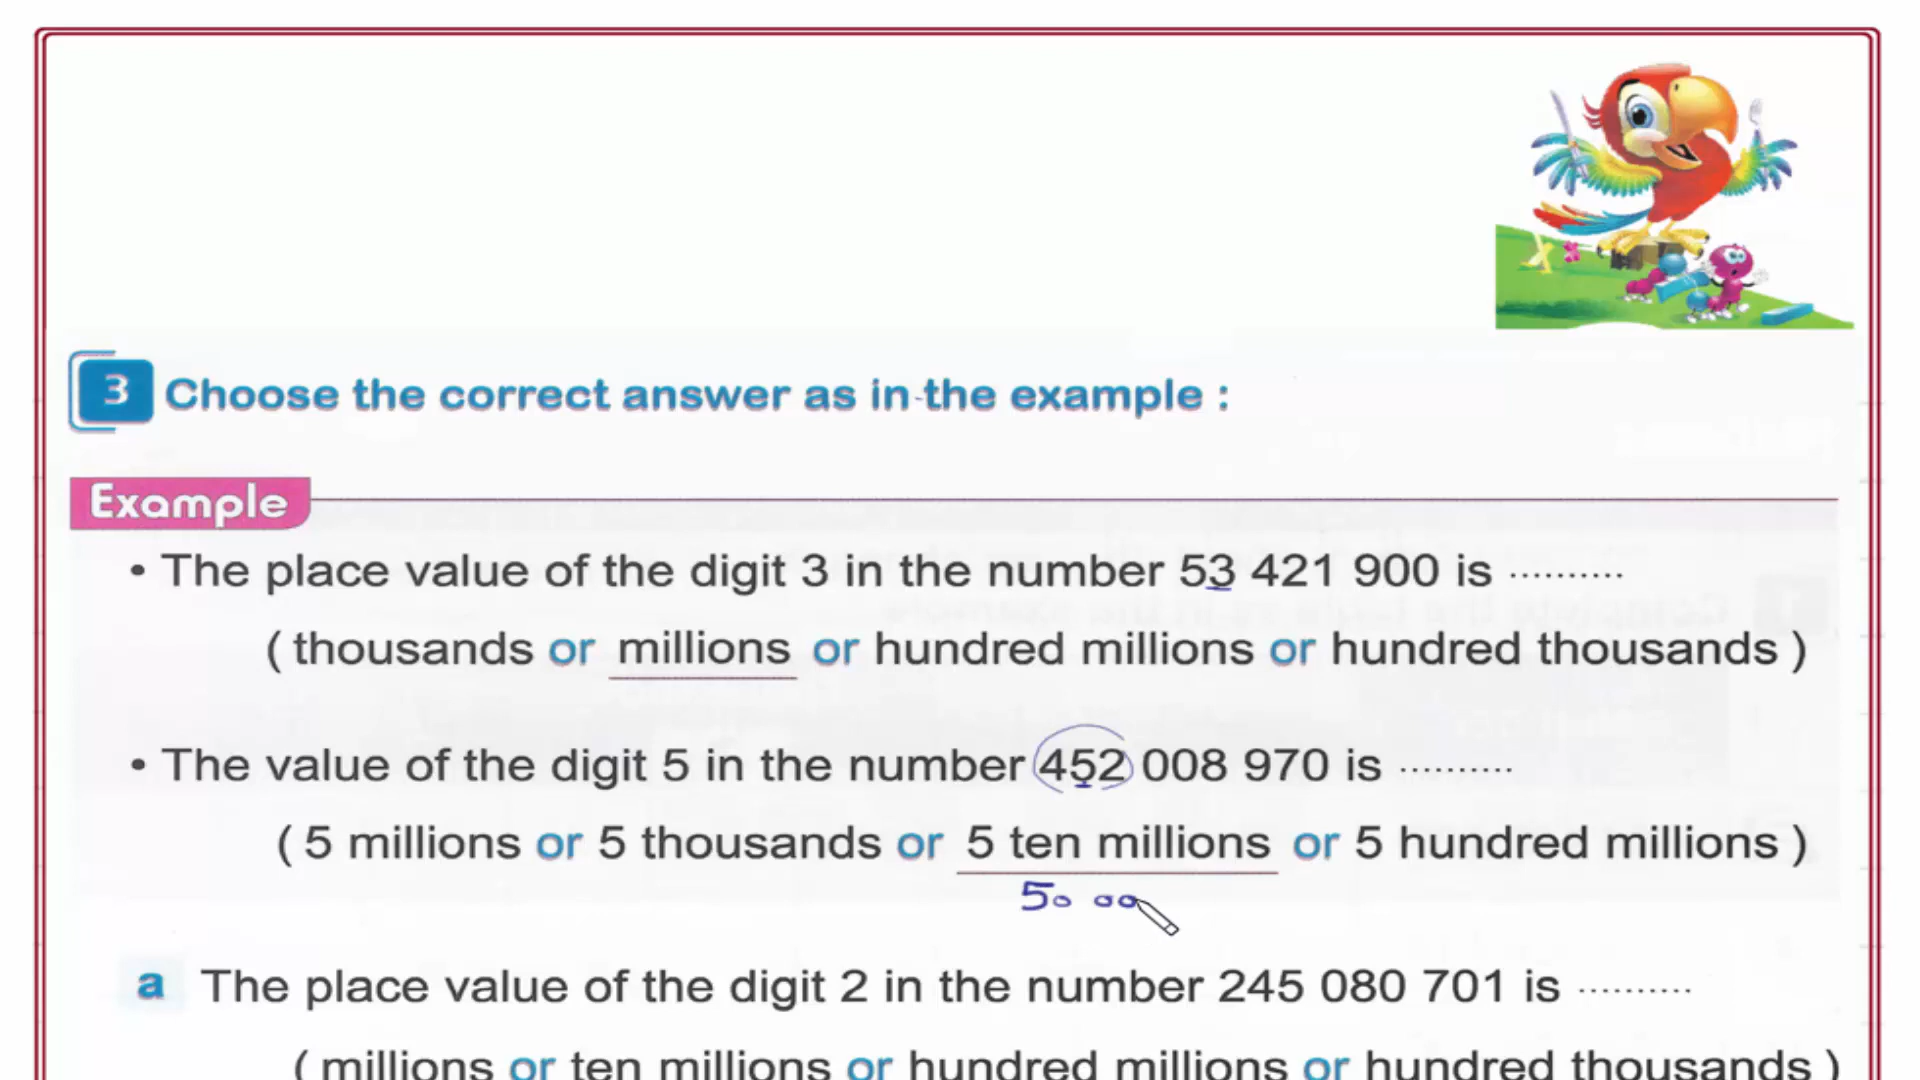 3 Choose the correct answer as in the example :
Example
• The place value of the digit 3 in the number 53 421 900 is ..........
( thousands or millions or hundred millions or hundred thousands )
• The value of the digit 5 in the number 452 008 970 is ..........
( 5 millions or 5 thousands or 5 ten millions or 5 hundred millions )
50 00
a The place value of the digit 2 in the number 245 080 701 is ..........
( millions or ten millions or hundred millions or hundred thousands )